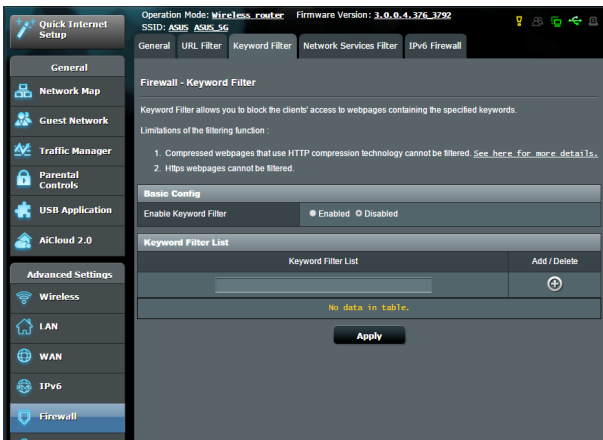 Quick Internet
Setup
General
Network Map
Guest Network
Traffic Manager
Parental
Controls
USB Application
AiCloud 2.0
Advanced Settings
Wireless
LAN
WAN
IPv6
Firewall
Operation Mode: Wireless router Firmware Version: 3.0.0.4.376_3792
SSID: ASUS ASUS_5G
General URL Filter Keyword Filter Network Services Filter IPv6 Firewall
Firewall - Keyword Filter
Keyword Filter allows you to block the clients' access to webpages containing the specified keywords.
Limitations of the filtering function :
1. Compressed webpages that use HTTP compression technology cannot be filtered. See here for more details.
2. Https webpages cannot be filtered.
Basic Config
Enable Keyword Filter Enabled Disabled
Keyword Filter List
Keyword Filter List Add / Delete
No data in table.
Apply